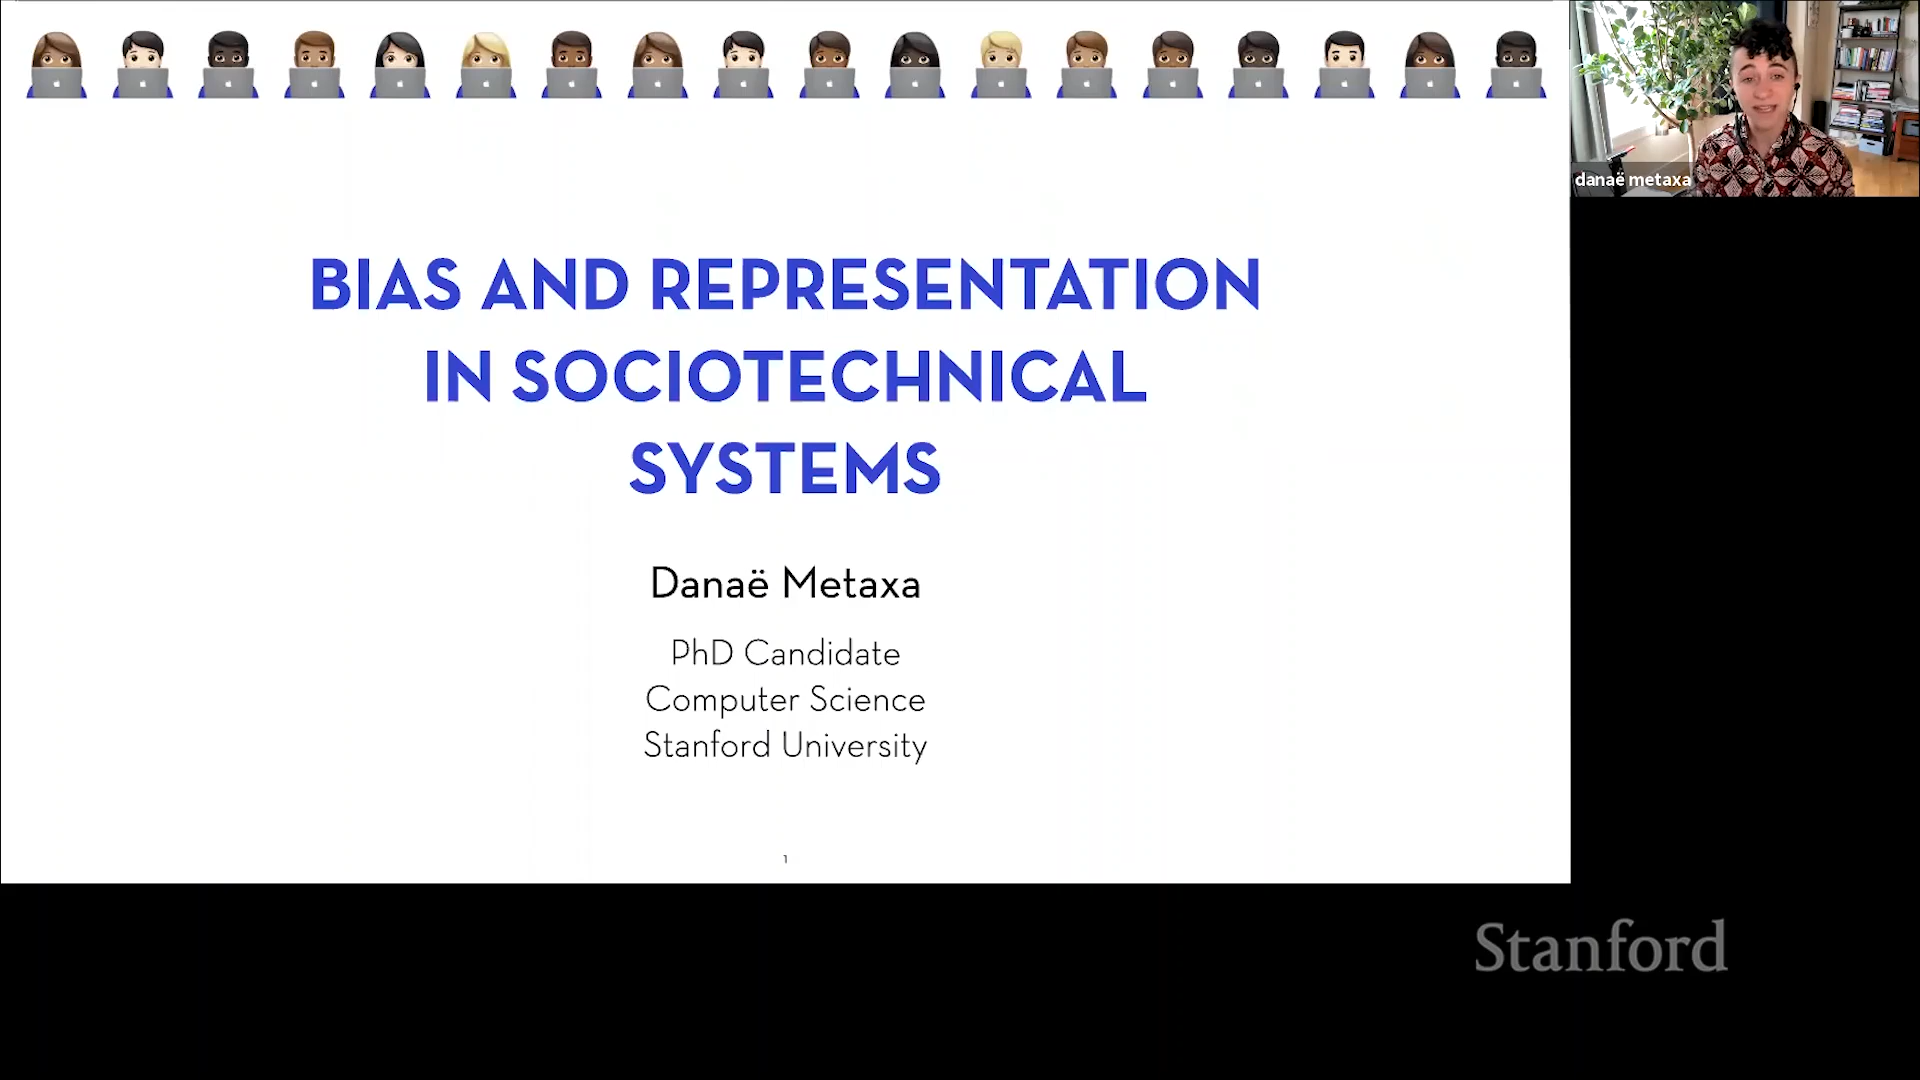 danaë metaxa
BIAS AND REPRESENTATION
IN SOCIOTECHNICAL
SYSTEMS
Danaë Metaxa
PhD Candidate
Computer Science
Stanford University
1
Stanford